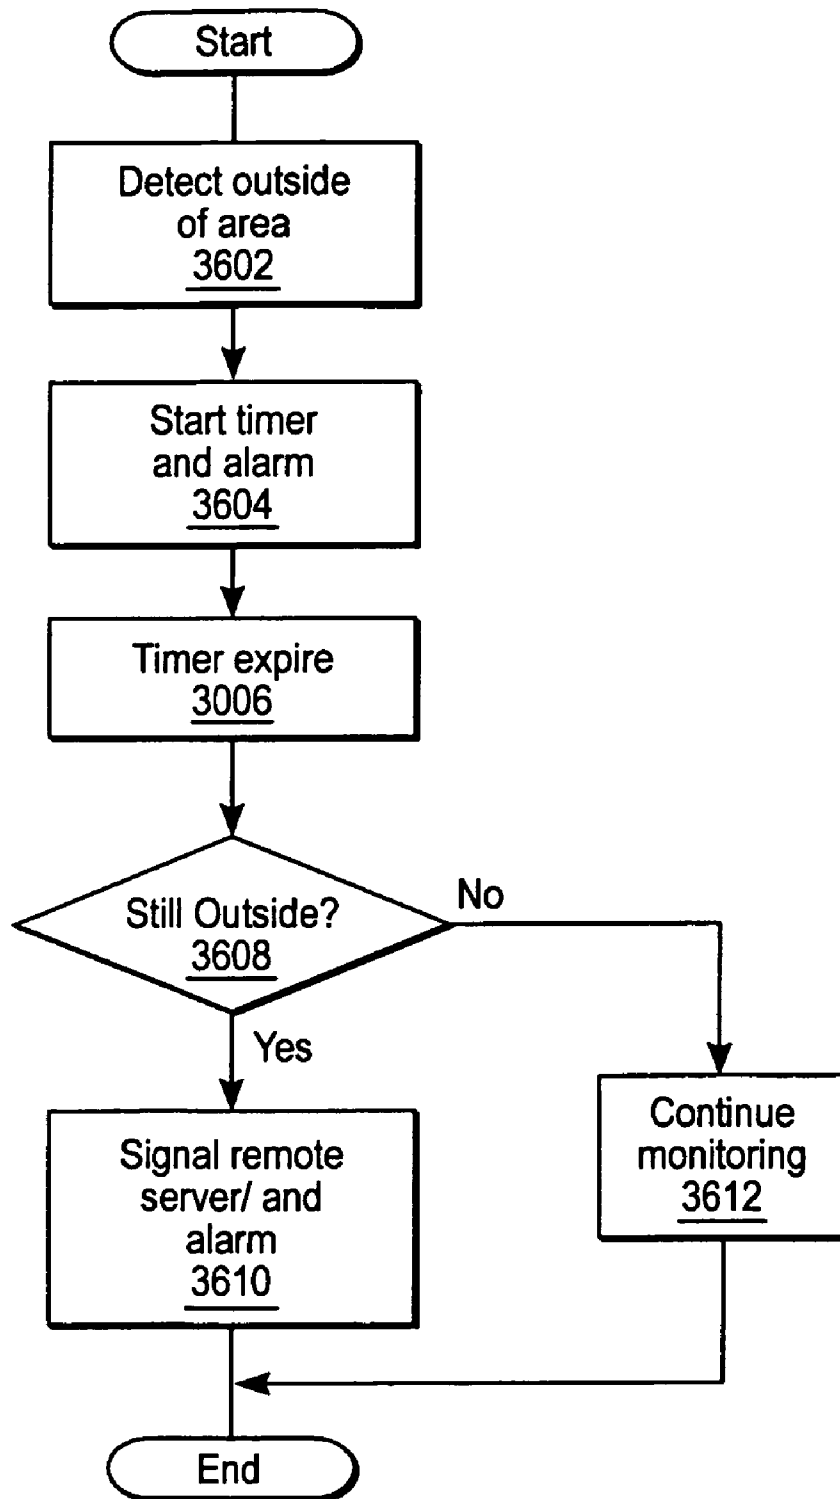 Start
Detect outside
of area
3602
Start timer
and alarm
3604
Timer expire
3006
Still Outside?
3608
No
Yes
Signal remote
server/ and
alarm
3610
Continue
monitoring
3612
End